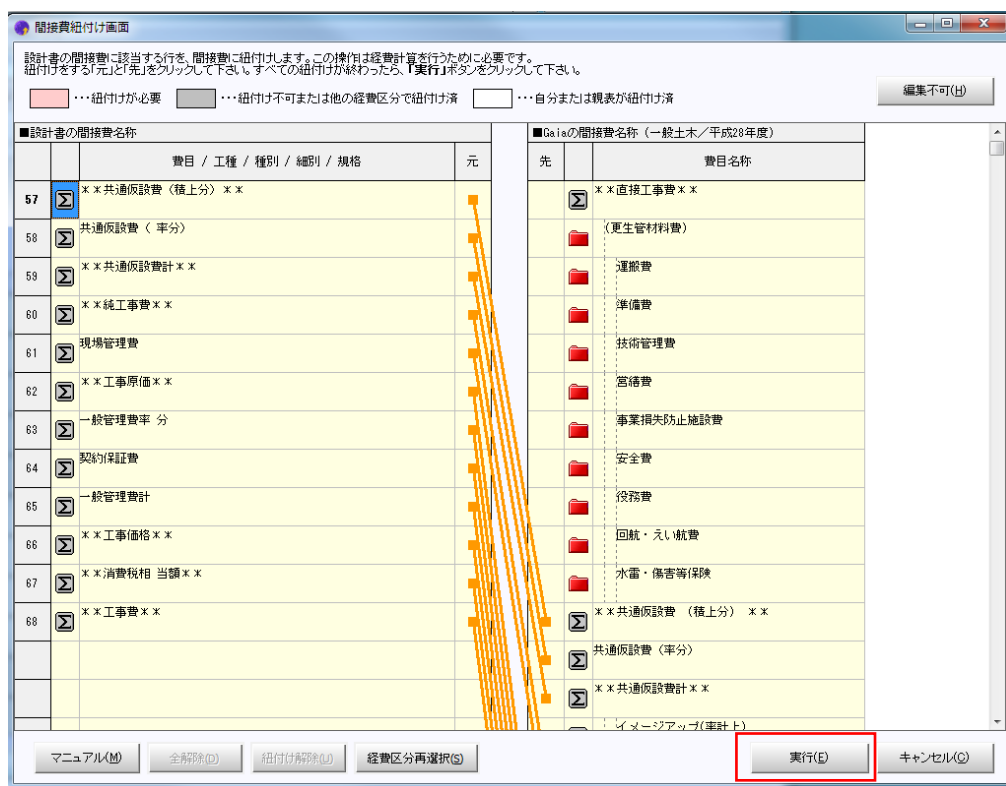 間接費紐付け画面
設計書の間接費に該当する行を、間接費に紐付けします。この操作は経費計算を行うために必要です。
紐付けをする「元」と「先」をクリックして下さい。すべての紐付けが終わったら、「実行」ボタンをクリックして下さい。
・・・紐付けが必要 ・・・紐付け不可または他の経費区分で紐付け済 ・・・自分または親表が紐付け済
編集不可(H)
■設計書の間接費名称
費目 / 工種 / 種別 / 細別 / 規格 元
57 **共通仮設費(積上分)**
58 共通仮設費( 率分)
59 **共通仮設費計**
60 **純工事費**
61 現場管理費
62 **工事原価**
63 一般管理費率 分
64 契約保証費
65 一般管理費計
66 **工事価格**
67 **消費税相 当額**
68 **工事費**
■Gaiaの間接費名称(一般土木/平成28年度)
先 費目名称
**直接工事費**
(更生管材料費)
運搬費
準備費
技術管理費
営繕費
事業損失防止施設費
安全費
役務費
回航・えい航費
水雷・傷害等保険
**共通仮設費 (積上分) **
共通仮設費(率分)
**共通仮設費計**
イメージアップ(率計上)
マニュアル(M) 全解除(D) 紐付け解除(U) 経費区分再選択(S) 実行(E) キャンセル(C)